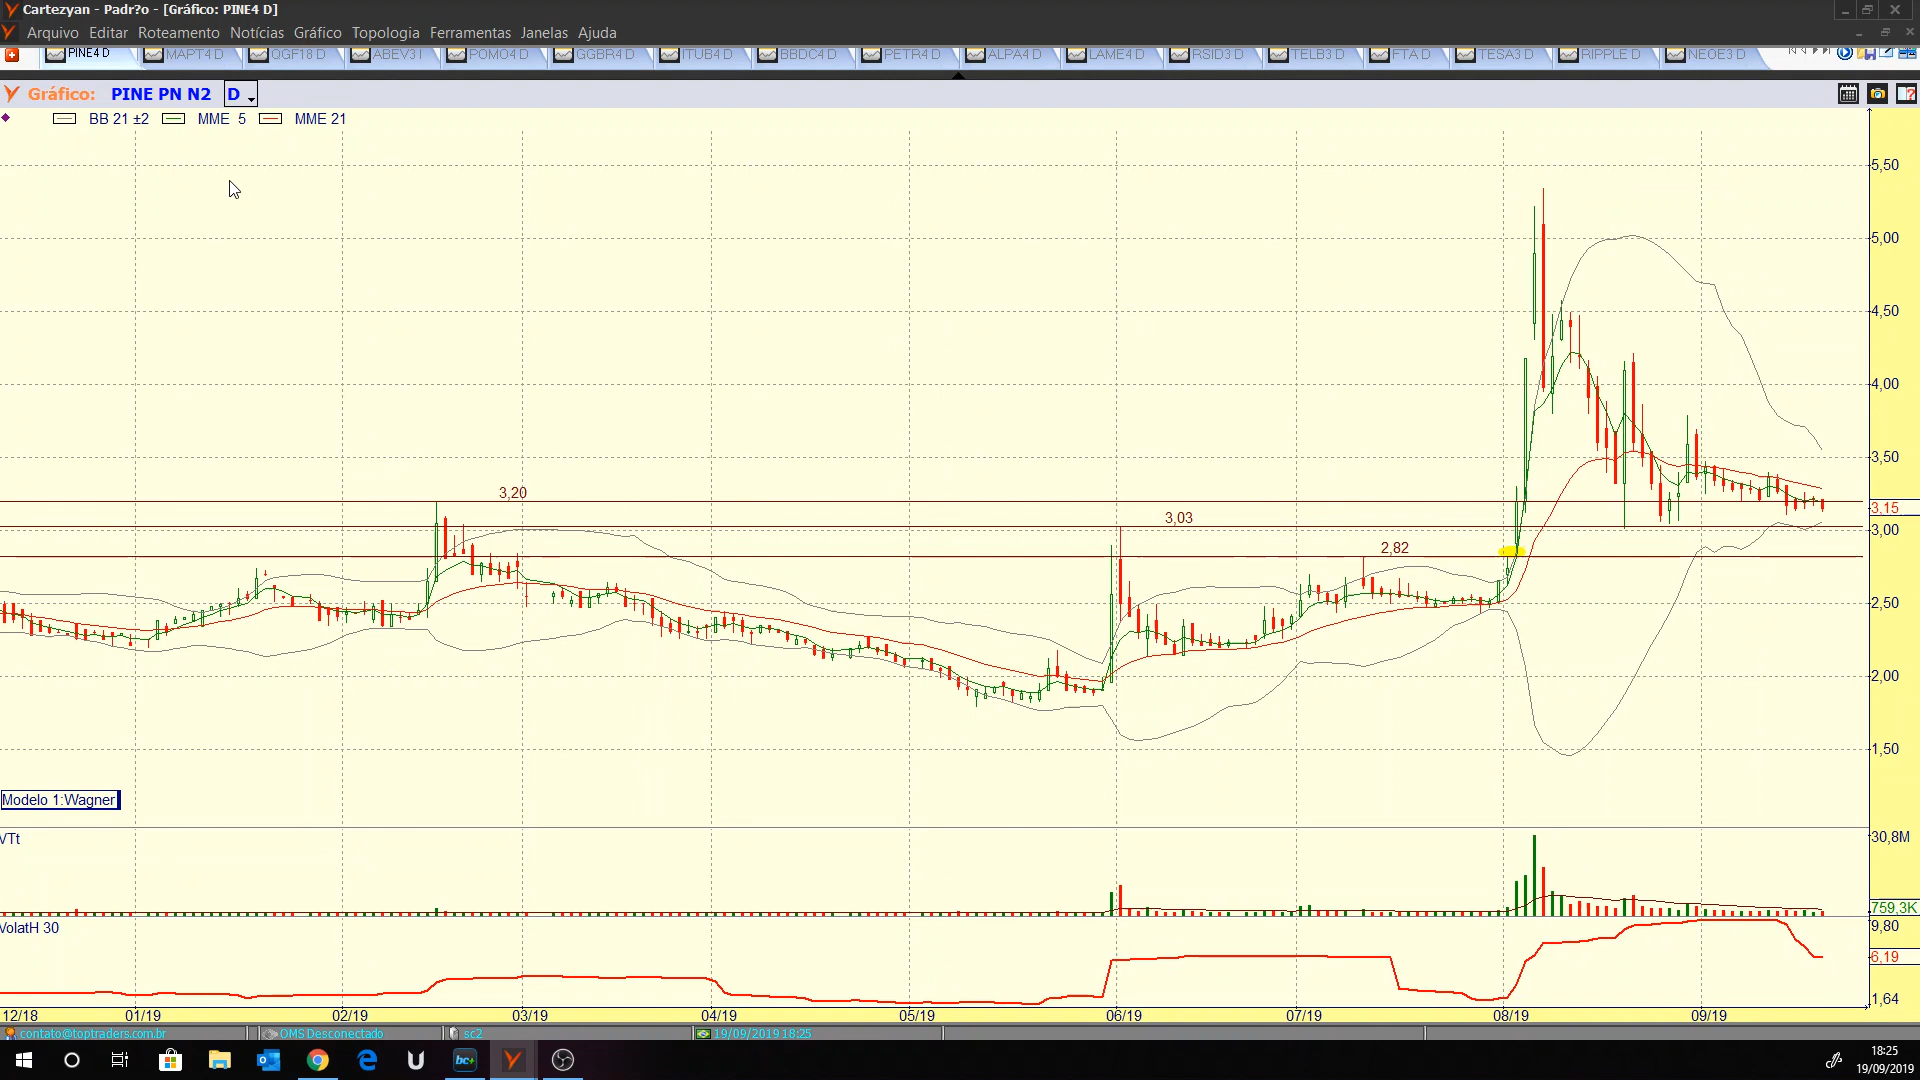 Cartezyan - Padr?o - [Gráfico: PINE4 D]
Arquivo Editar Roteamento Notícias Gráfico Topologia Ferramentas Janelas Ajuda
PINE4 D MAPT4 D QGF18 D ABEV3 I POMO4 D GGBR4 D ITUB4 D BBDC4 D PETR4 D ALPA4 D LAME4 D RSID3 D TELB3 D FTA D TESA3 D RIPPLE D NEOE3 D
Gráfico: PINE PN N2 D
BB 21 ±2 MME 5 MME 21
5,50
5,00
4,50
4,00
3,50
3,20
3,15
3,03
3,00
2,82
2,50
2,00
1,50
Modelo 1:Wagner
VTt
30,8M
759,3K
VolatH 30
9,80
6,19
1,64
12/18 01/19 02/19 03/19 04/19 05/19 06/19 07/19 08/19 09/19
contato@toptraders.com.br OMS Desconectado sc2 19/09/2019 18:25
bc+
18:25
19/09/2019